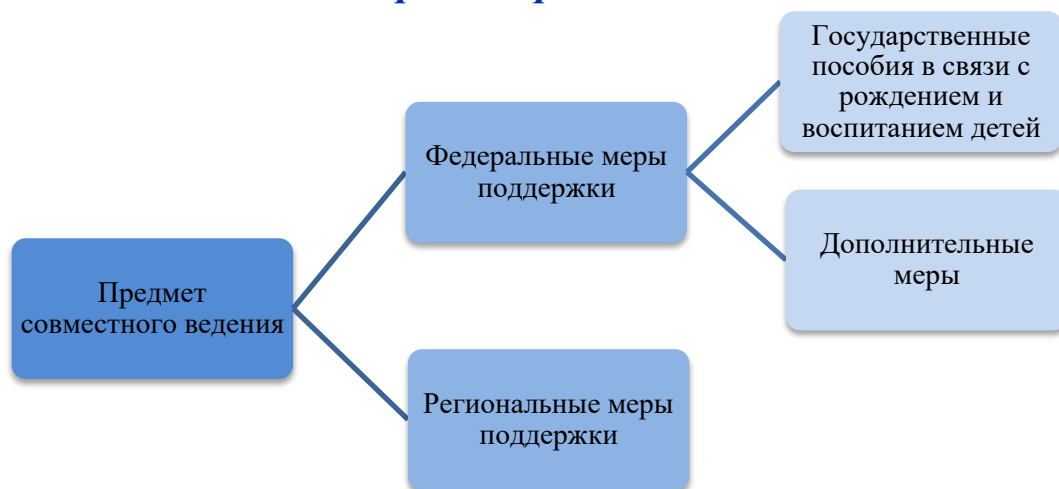 Предмет
совместного ведения
Федеральные меры
поддержки
Государственные
пособия в связи с
рождением и
воспитанием детей
Дополнительные
меры
Региональные меры
поддержки